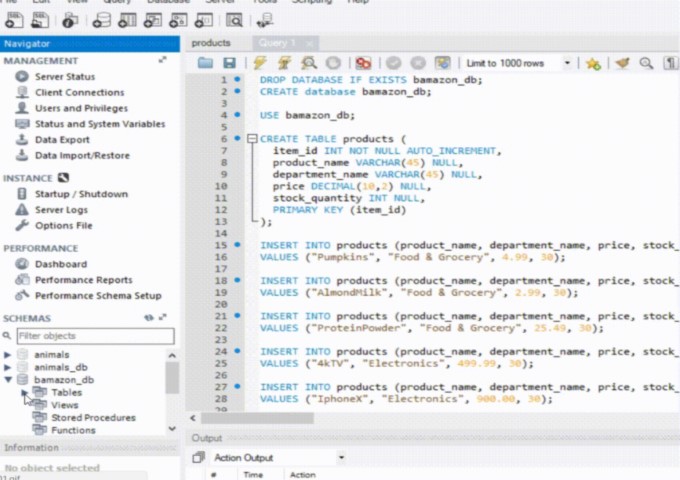 File Edit View Query Database Server Tools Scripting Help
Navigator
MANAGEMENT
Server Status
Client Connections
Users and Privileges
Status and System Variables
Data Export
Data Import/Restore
INSTANCE
Startup / Shutdown
Server Logs
Options File
PERFORMANCE
Dashboard
Performance Reports
Performance Schema Setup
SCHEMAS
Filter objects
animals
animals_db
bamazon_db
Tables
Views
Stored Procedures
Functions
Information
No object selected
products Query 1
Limit to 1000 rows
1 DROP DATABASE IF EXISTS bamazon_db;
2 CREATE database bamazon_db;
3
4 USE bamazon_db;
5
6 CREATE TABLE products (
7 item_id INT NOT NULL AUTO_INCREMENT,
8 product_name VARCHAR(45) NULL,
9 department_name VARCHAR(45) NULL,
10 price DECIMAL(10,2) NULL,
11 stock_quantity INT NULL,
12 PRIMARY KEY (item_id)
13 );
14
15 INSERT INTO products (product_name, department_name, price, stock_
16 VALUES ("Pumpkins", "Food & Grocery", 4.99, 30);
17
18 INSERT INTO products (product_name, department_name, price, stock_
19 VALUES ("AlmondMilk", "Food & Grocery", 2.99, 30);
20
21 INSERT INTO products (product_name, department_name, price, stock_
22 VALUES ("ProteinPowder", "Food & Grocery", 25.49, 30);
23
24 INSERT INTO products (product_name, department_name, price, stock_
25 VALUES ("4kTV", "Electronics", 499.99, 30);
26
27 INSERT INTO products (product_name, department_name, price, stock_
28 VALUES ("IphoneX", "Electronics", 900.00, 30);
29
Output
Action Output
# Time Action